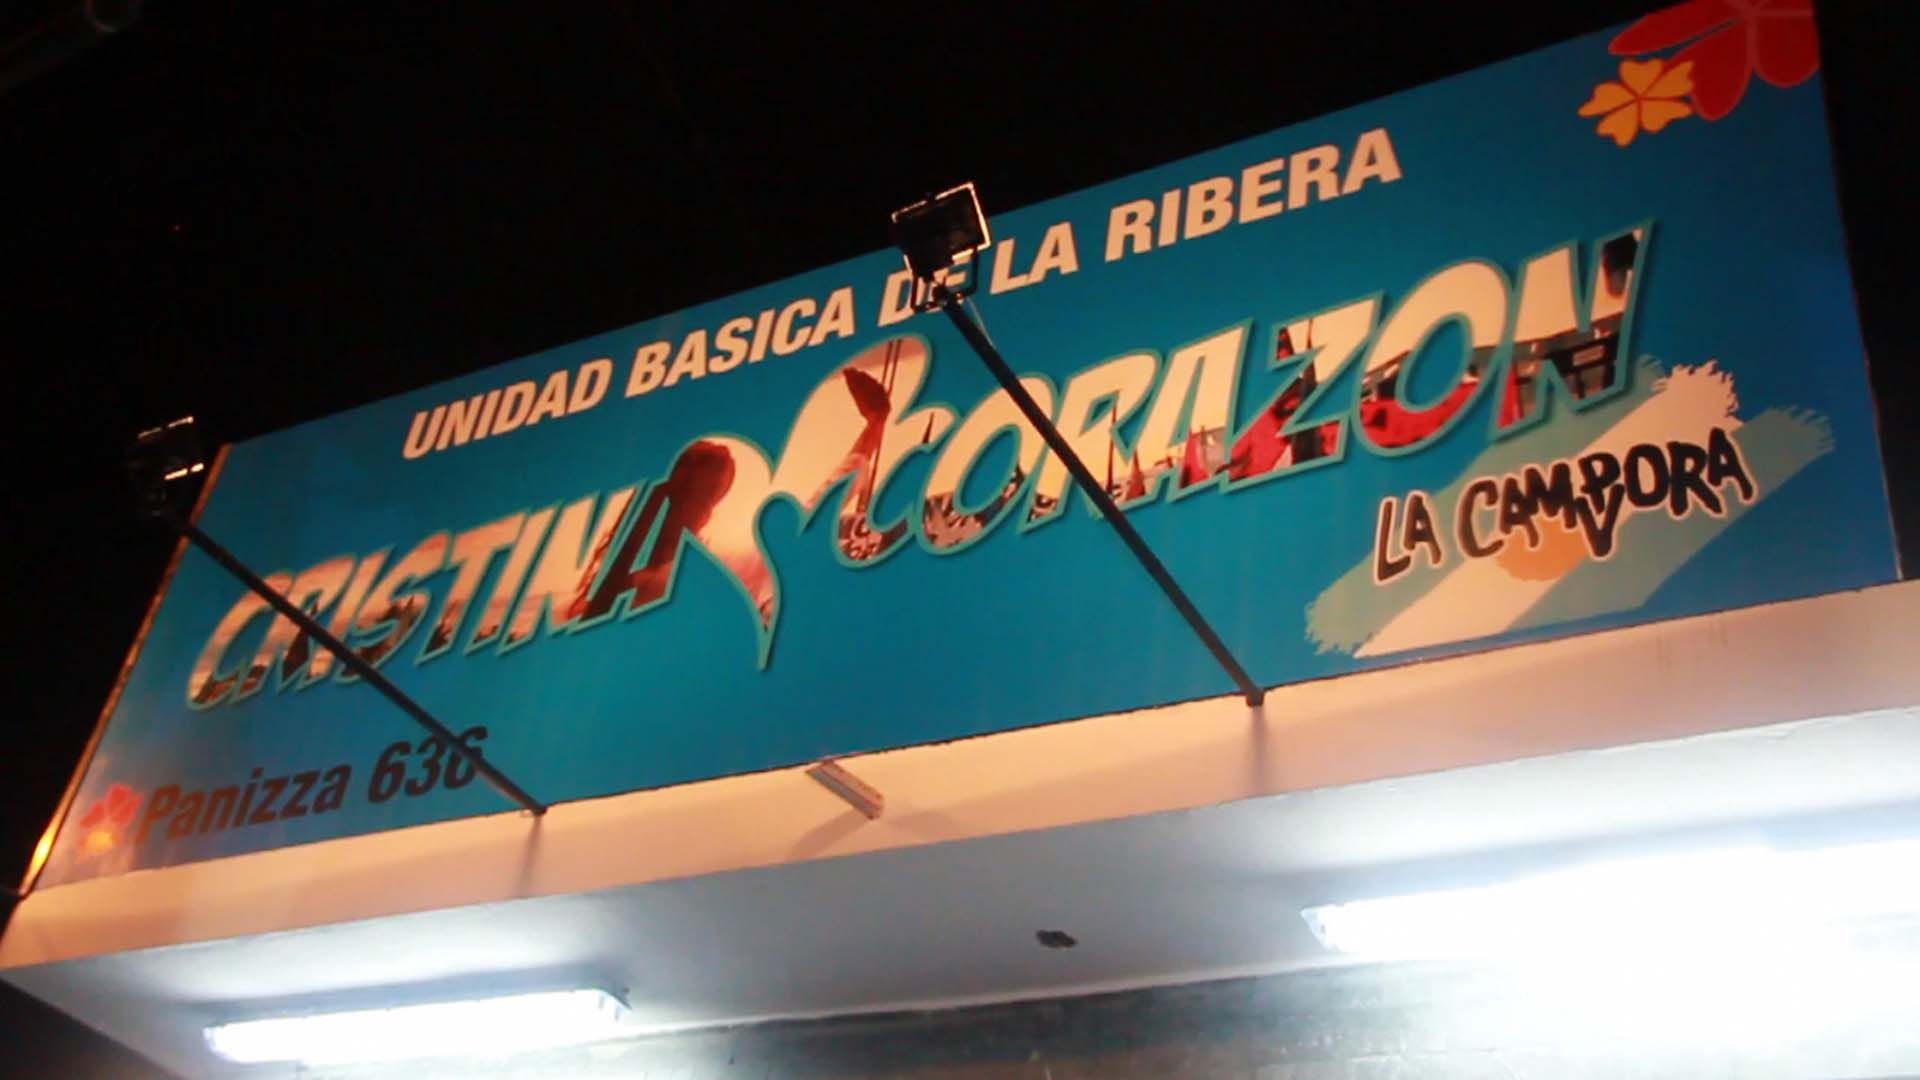 UNIDAD BASICA DE LA RIBERA
CRISTINA CORAZON
LA CAMPORA
Panizza 636